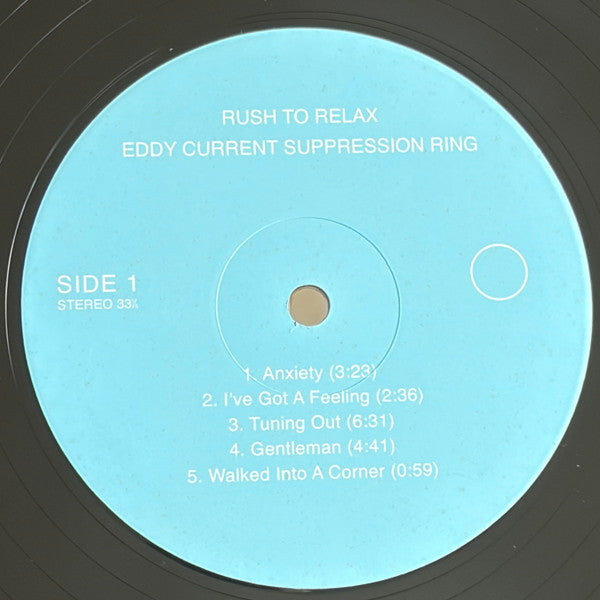 RUSH TO RELAX
EDDY CURRENT SUPPRESSION RING
SIDE 1
STEREO 33⅓
1. Anxiety (3:23)
2. I've Got A Feeling (2:36)
3. Tuning Out (6:31)
4. Gentleman (4:41)
5. Walked Into A Corner (0:59)